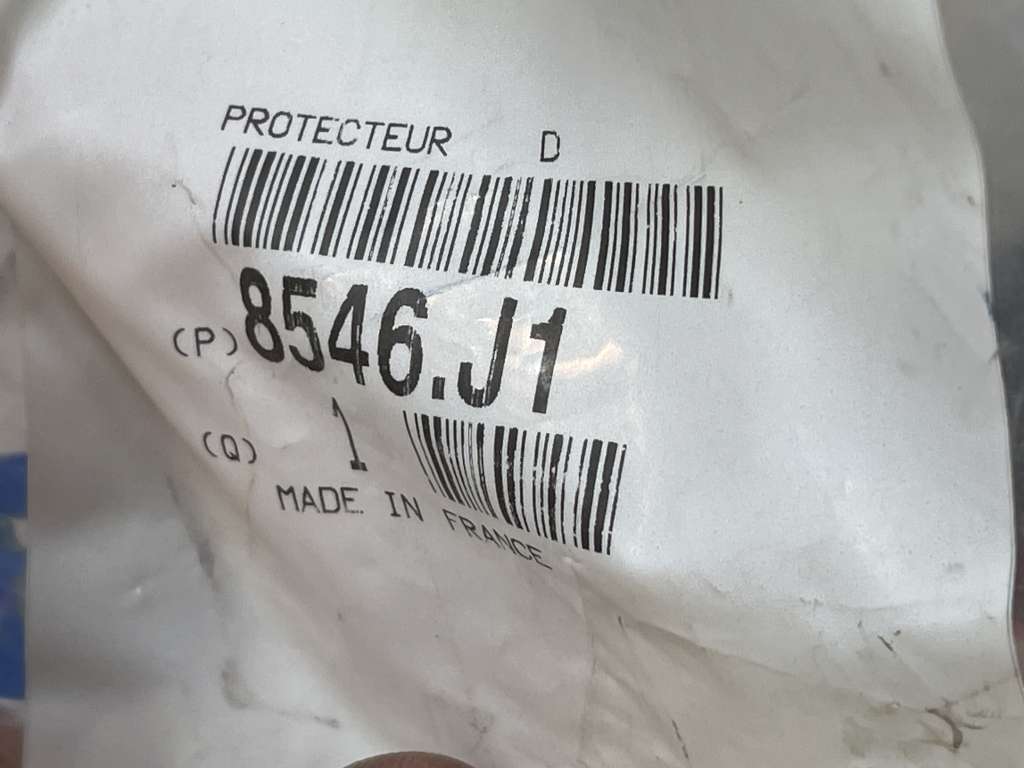 PROTECTEUR D
(P) 8546.J1
(Q) 1
MADE IN FRANCE